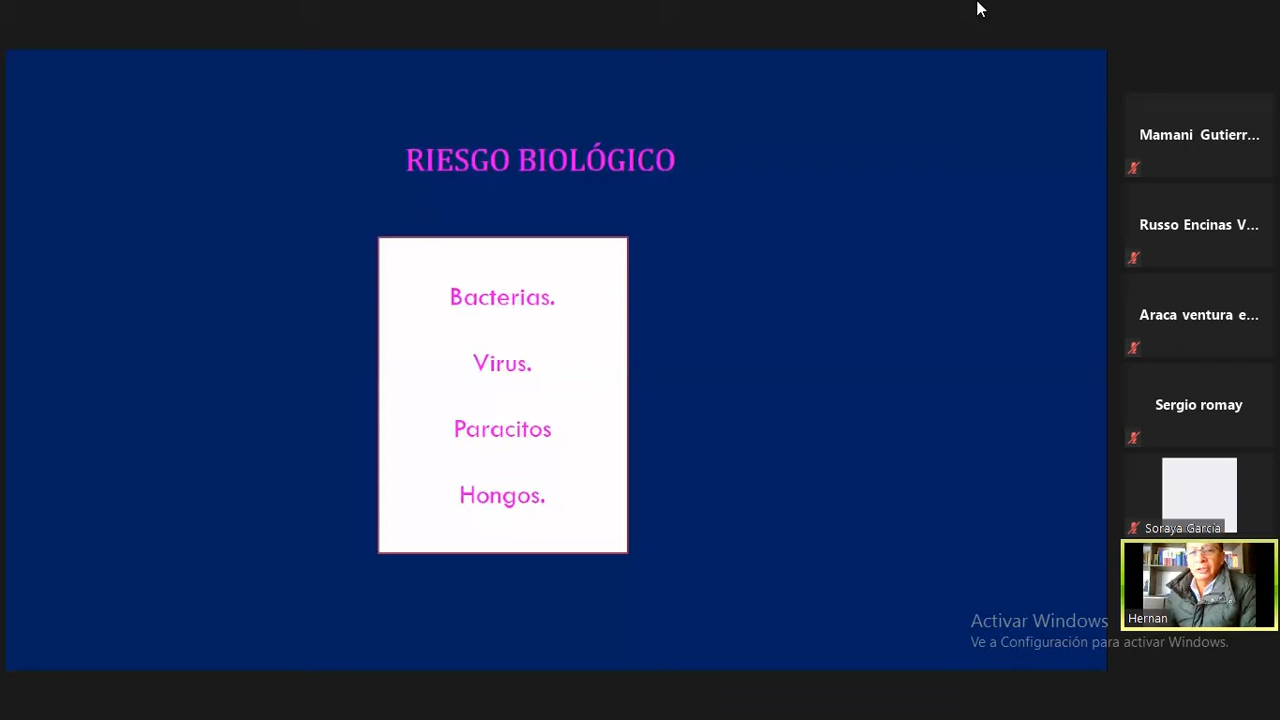 RIESGO BIOLÓGICO
Bacterias.
Virus.
Paracitos
Hongos.
Mamani Gutierr...
Russo Encinas V...
Araca ventura e...
Sergio romay
Soraya García
Hernan
Activar Windows
Ve a Configuración para activar Windows.